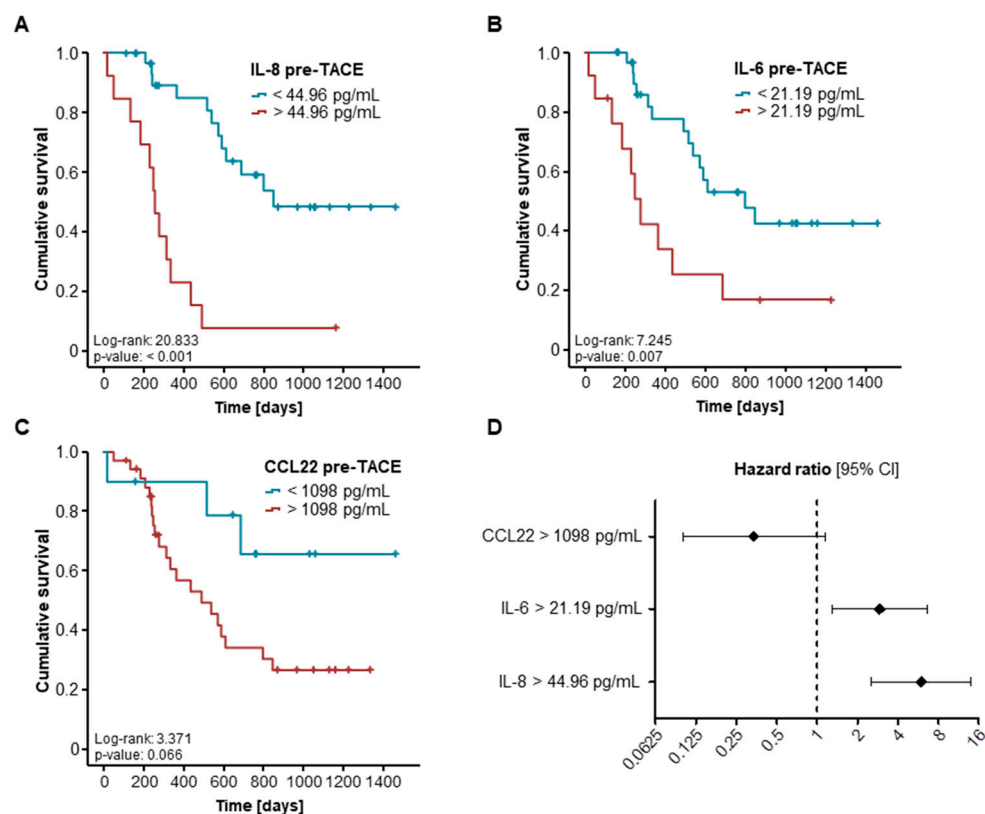 A
IL-8 pre-TACE
< 44.96 pg/mL
> 44.96 pg/mL
Cumulative survival
1.0
0.8
0.6
0.4
0.2
0
Log-rank: 20.833
p-value: < 0.001
0 200 400 600 800 1000 1200 1400
Time [days]
B
IL-6 pre-TACE
< 21.19 pg/mL
> 21.19 pg/mL
Cumulative survival
1.0
0.8
0.6
0.4
0.2
0
Log-rank: 7.245
p-value: 0.007
0 200 400 600 800 1000 1200 1400
Time [days]
C
CCL22 pre-TACE
< 1098 pg/mL
> 1098 pg/mL
Cumulative survival
1.0
0.8
0.6
0.4
0.2
0
Log-rank: 3.371
p-value: 0.066
0 200 400 600 800 1000 1200 1400
Time [days]
D
Hazard ratio [95% CI]
CCL22 > 1098 pg/mL
IL-6 > 21.19 pg/mL
IL-8 > 44.96 pg/mL
0.0625 0.125 0.25 0.5 1 2 4 8 16